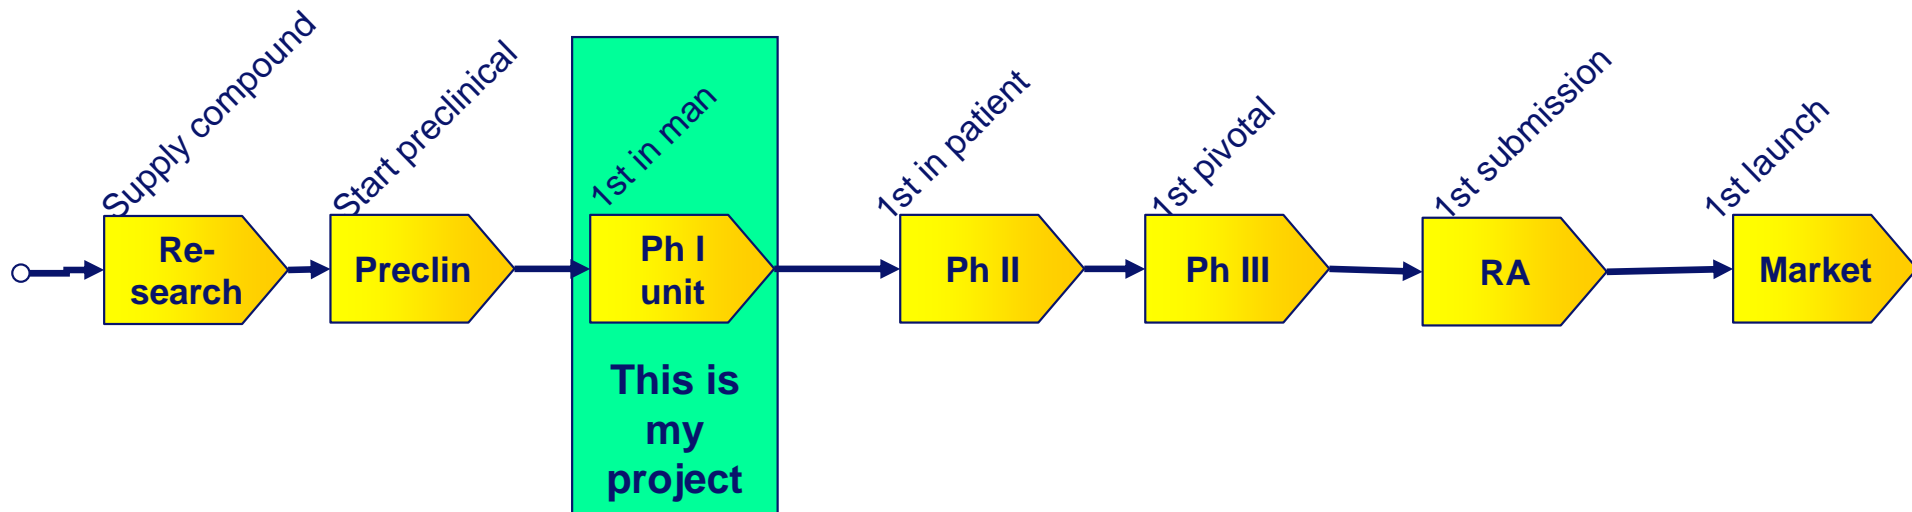 Supply compound
Start preclinical
1st in man
1st in patient
1st pivotal
1st submission
1st launch
Re-
search
Preclin
Ph I
unit
Ph II
Ph III
RA
Market
This is
my
project